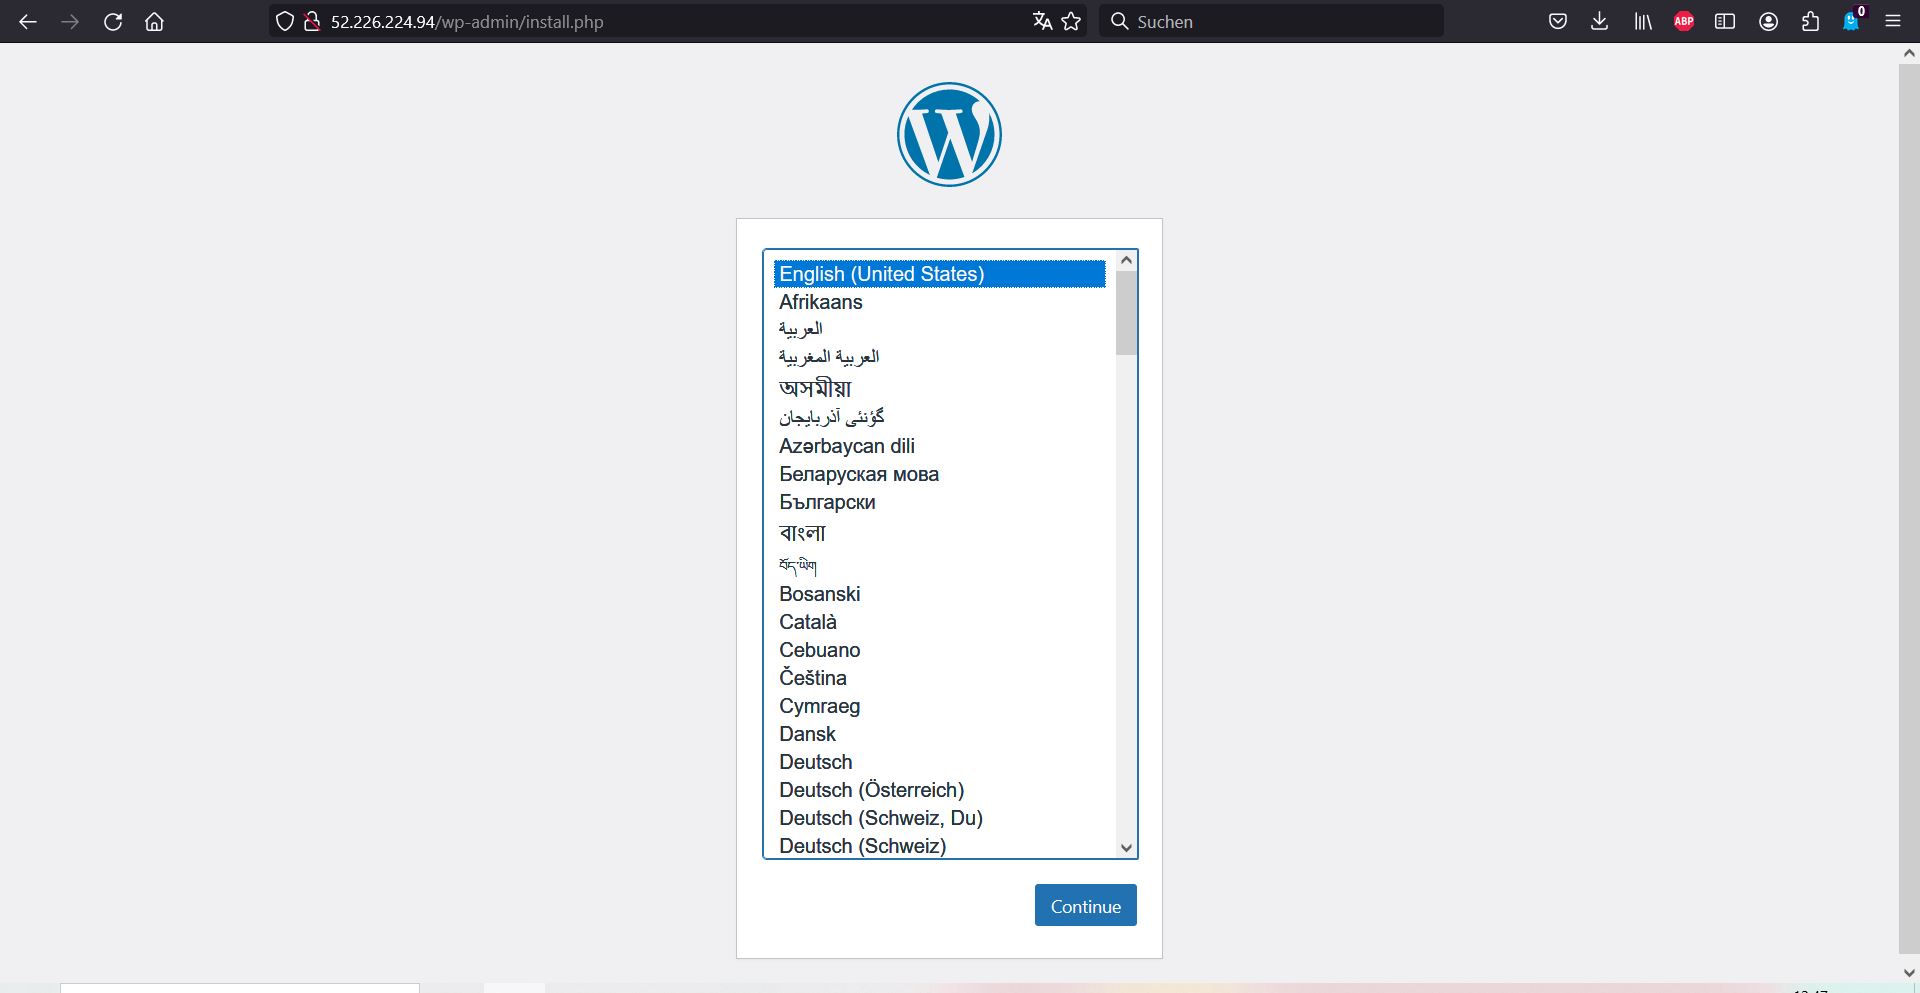 52.226.224.94/wp-admin/install.php
Suchen
ABP
0
W
English (United States)
Afrikaans
العربية
العربية المغربية
অসমীয়া
گؤنئی آذربایجان
Azərbaycan dili
Беларуская мова
Български
বাংলা
བོད་ཡིག
Bosanski
Català
Cebuano
Čeština
Cymraeg
Dansk
Deutsch
Deutsch (Österreich)
Deutsch (Schweiz, Du)
Deutsch (Schweiz)
Continue